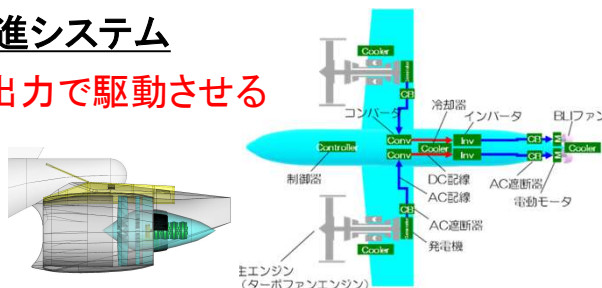 進システム
出力で駆動させる
Cooler
CB
コンバータ
冷却器
インバータ
BLIファン
Conv
Inv
CB
M
Controller
Cooler
Cooler
Conv
Inv
CB
M
制御器
DC配線
AC遮断器
AC配線
電動モータ
CB
AC遮断器
Cooler
発電機
主エンジン
(ターボファンエンジン)